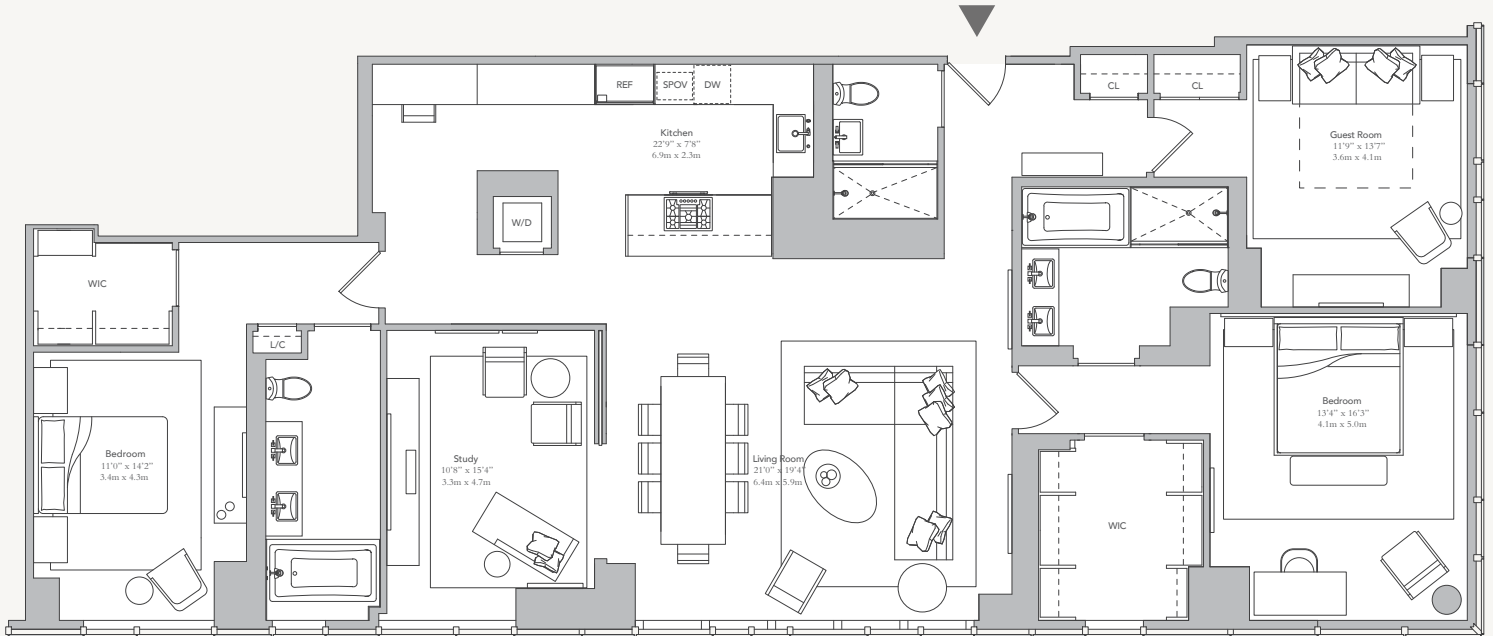 REF
SPOV
DW
CL
CL
Kitchen
22'9" x 7'8"
6.9m x 2.3m
Guest Room
11'9" x 13'7"
3.6m x 4.1m
W/D
WIC
L/C
Bedroom
11'0" x 14'2"
3.4m x 4.3m
Study
10'8" x 15'4"
3.3m x 4.7m
Living Room
21'0" x 19'4"
6.4m x 5.9m
Bedroom
13'4" x 16'3"
4.1m x 5.0m
WIC